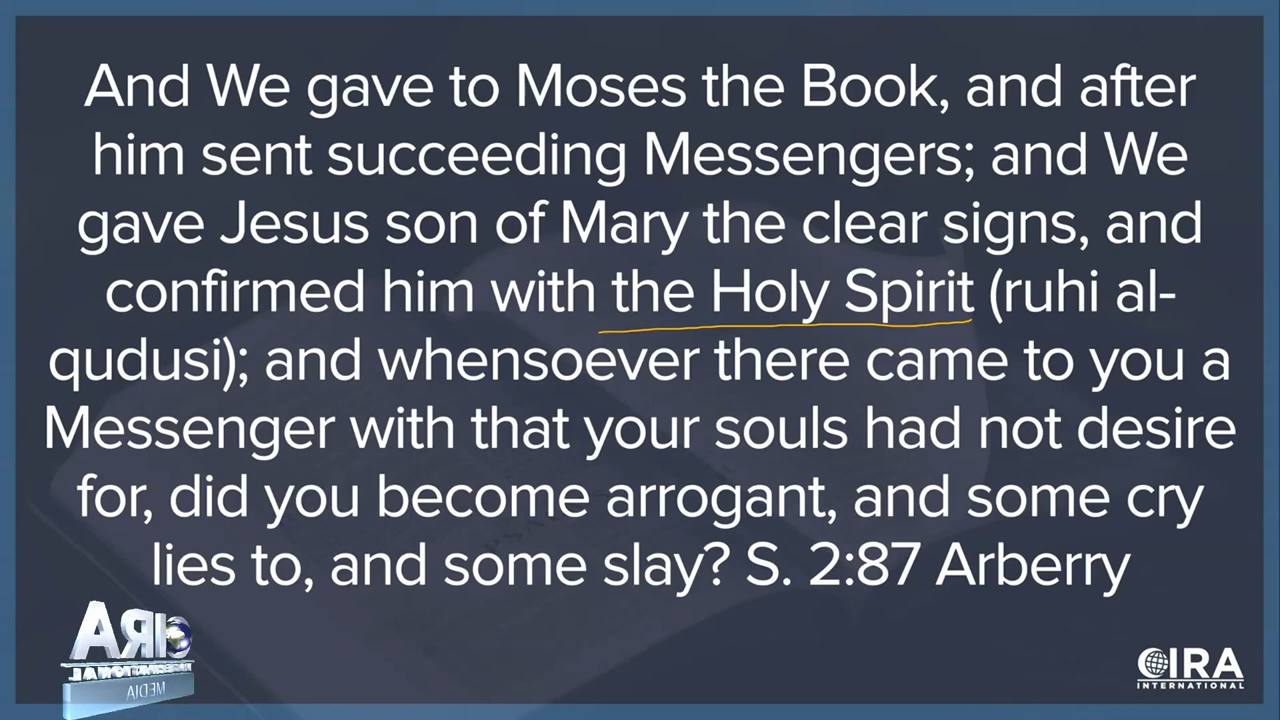 And We gave to Moses the Book, and after
him sent succeeding Messengers; and We
gave Jesus son of Mary the clear signs, and
confirmed him with the Holy Spirit (ruhi al-
qudusi); and whensoever there came to you a
Messenger with that your souls had not desire
for, did you become arrogant, and some cry
lies to, and some slay? S. 2:87 Arberry
CIRA
INTERNATIONAL
MEDIA
CIRA
INTERNATIONAL